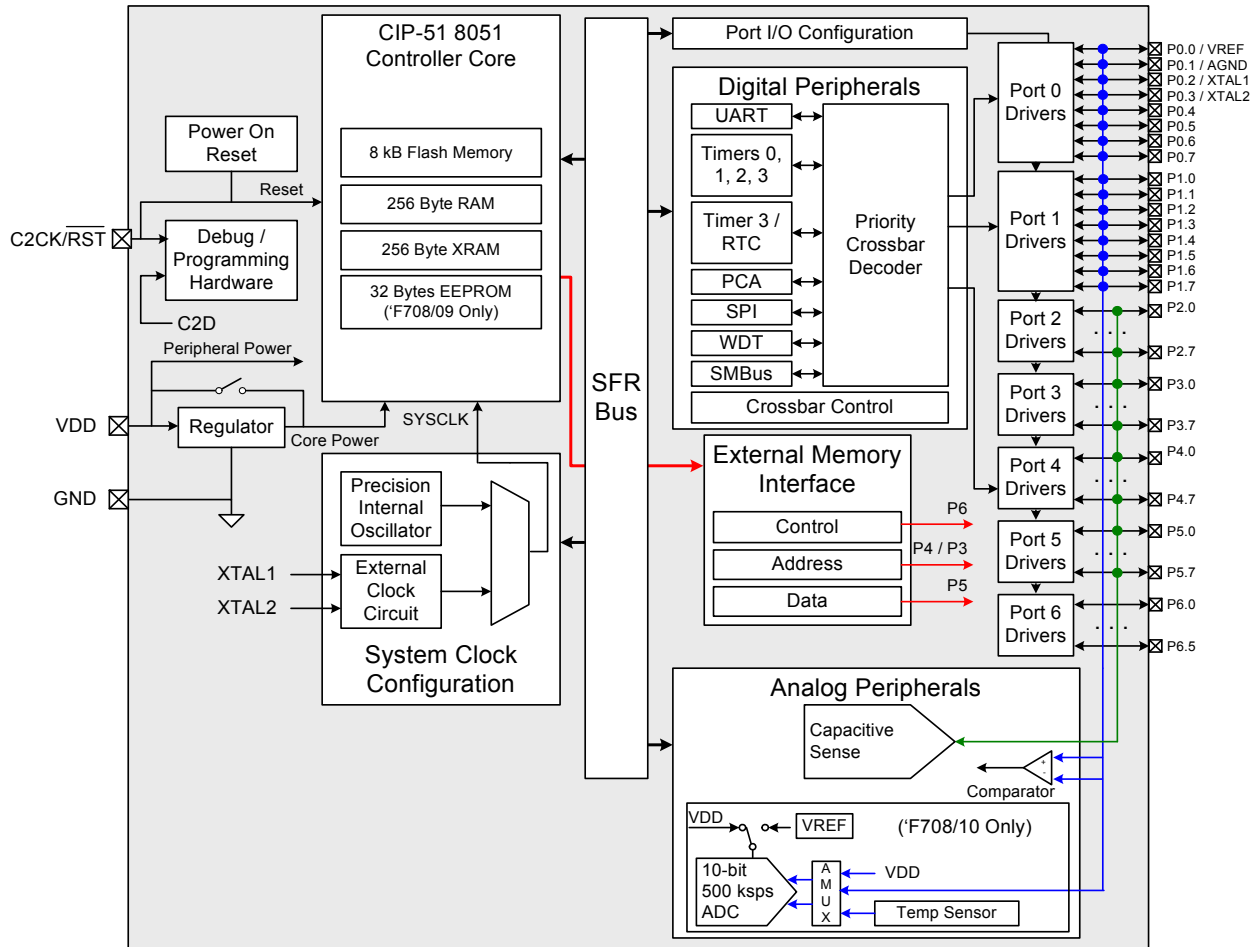 CIP-51 8051
Controller Core
8 kB Flash Memory
256 Byte RAM
256 Byte XRAM
32 Bytes EEPROM
(‘F708/09 Only)
Power On
Reset
Reset
C2CK/RST
Debug /
Programming
Hardware
C2D
Peripheral Power
VDD
Regulator
Core Power
GND
SYSCLK
Precision
Internal
Oscillator
XTAL1
XTAL2
External
Clock
Circuit
System Clock
Configuration
SFR
Bus
Port I/O Configuration
Digital Peripherals
UART
Timers 0,
1, 2, 3
Timer 3 /
RTC
PCA
SPI
WDT
SMBus
Priority
Crossbar
Decoder
Crossbar Control
External Memory
Interface
Control
Address
Data
P6
P4 / P3
P5
Port 0
Drivers
Port 1
Drivers
Port 2
Drivers
Port 3
Drivers
Port 4
Drivers
Port 5
Drivers
Port 6
Drivers
P0.0 / VREF
P0.1 / AGND
P0.2 / XTAL1
P0.3 / XTAL2
P0.4
P0.5
P0.6
P0.7
P1.0
P1.1
P1.2
P1.3
P1.4
P1.5
P1.6
P1.7
P2.0
. . . .
P2.7
P3.0
. . . .
P3.7
P4.0
. . . .
P4.7
P5.0
. . . .
P5.7
P6.0
. . . .
P6.5
Analog Peripherals
Capacitive
Sense
+
-
Comparator
VDD
VREF
(‘F708/10 Only)
10-bit
500 ksps
ADC
A
M
U
X
VDD
Temp Sensor